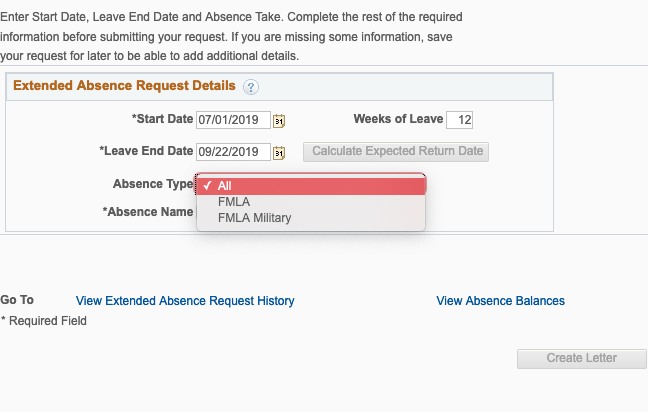 Enter Start Date, Leave End Date and Absence Take. Complete the rest of the required
information before submitting your request. If you are missing some information, save
your request for later to be able to add additional details.
Extended Absence Request Details ?
*Start Date 07/01/2019 31 Weeks of Leave 12
*Leave End Date 09/22/2019 31 Calculate Expected Return Date
Absence Type ✓ All
FMLA
*Absence Name FMLA Military
Go To View Extended Absence Request History View Absence Balances
* Required Field
Create Letter